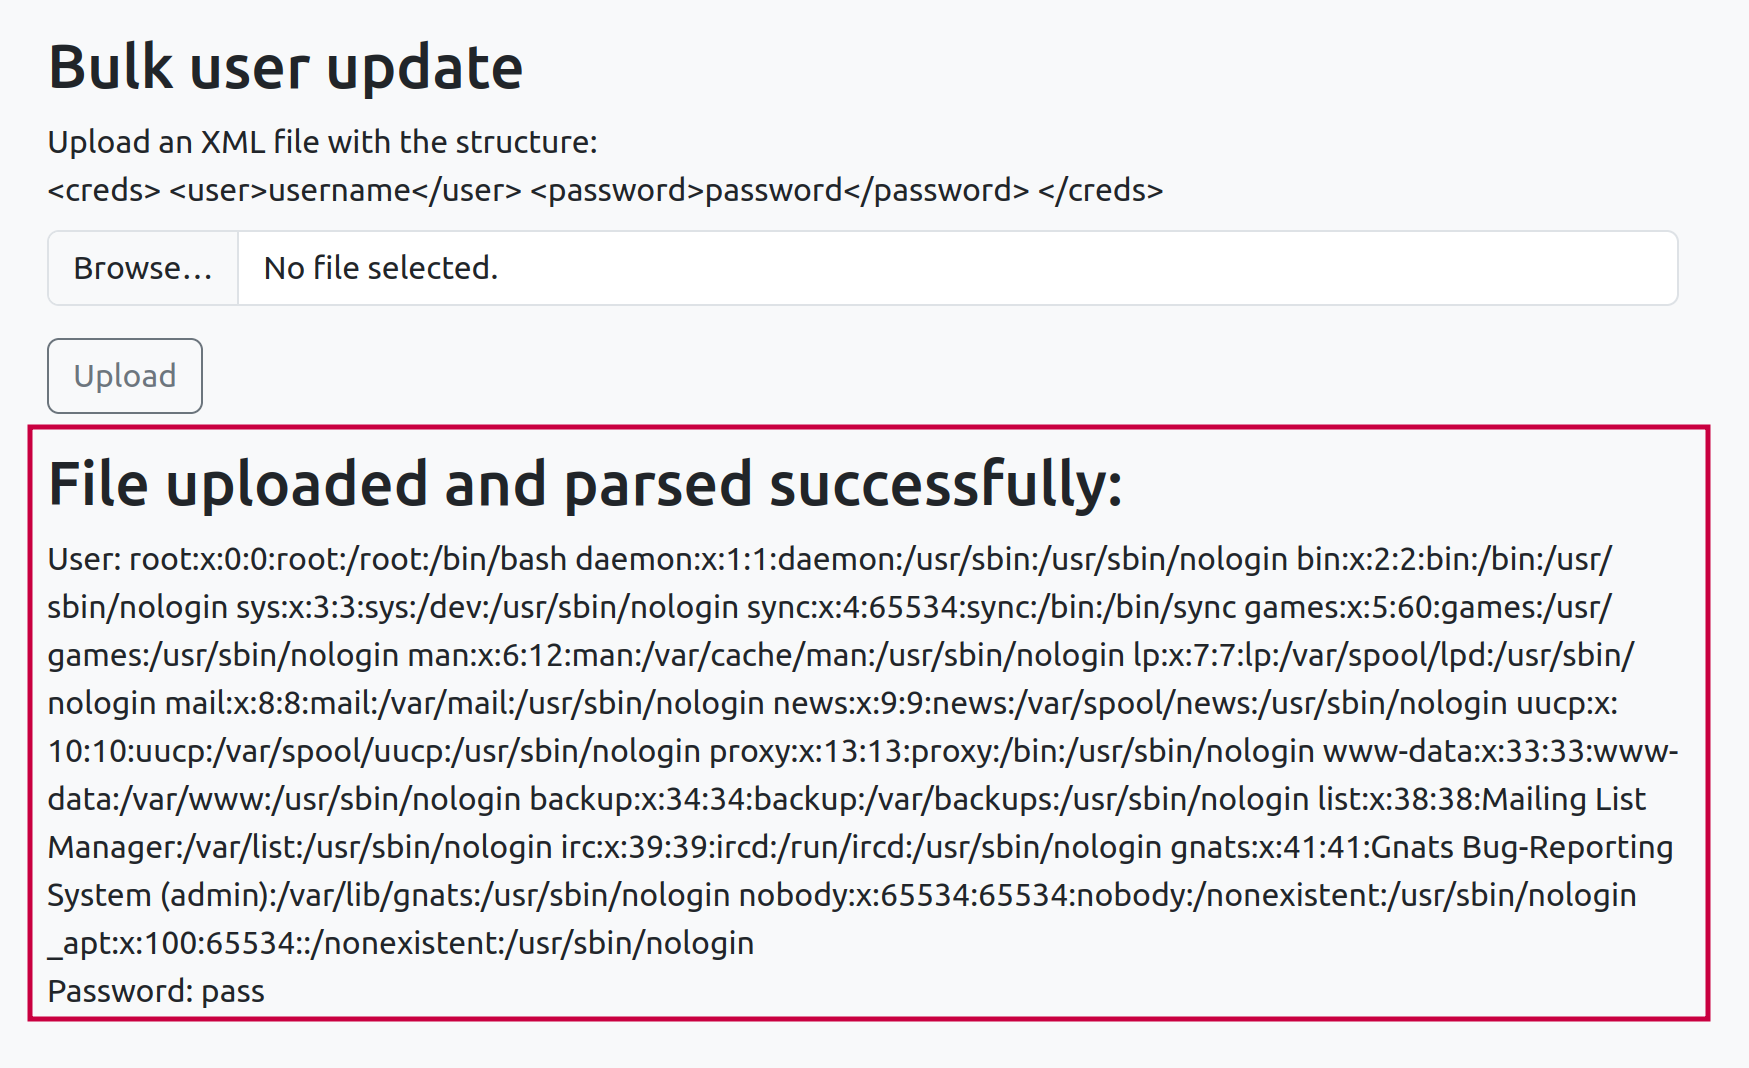 Bulk user update
Upload an XML file with the structure:
<creds> <user>username</user> <password>password</password> </creds>
Browse… No file selected.
Upload
File uploaded and parsed successfully:
User: root:x:0:0:root:/root:/bin/bash daemon:x:1:1:daemon:/usr/sbin:/usr/sbin/nologin bin:x:2:2:bin:/bin:/usr/
sbin/nologin sys:x:3:3:sys:/dev:/usr/sbin/nologin sync:x:4:65534:sync:/bin:/bin/sync games:x:5:60:games:/usr/
games:/usr/sbin/nologin man:x:6:12:man:/var/cache/man:/usr/sbin/nologin lp:x:7:7:lp:/var/spool/lpd:/usr/sbin/
nologin mail:x:8:8:mail:/var/mail:/usr/sbin/nologin news:x:9:9:news:/var/spool/news:/usr/sbin/nologin uucp:x:
10:10:uucp:/var/spool/uucp:/usr/sbin/nologin proxy:x:13:13:proxy:/bin:/usr/sbin/nologin www-data:x:33:33:www-
data:/var/www:/usr/sbin/nologin backup:x:34:34:backup:/var/backups:/usr/sbin/nologin list:x:38:38:Mailing List
Manager:/var/list:/usr/sbin/nologin irc:x:39:39:ircd:/run/ircd:/usr/sbin/nologin gnats:x:41:41:Gnats Bug-Reporting
System (admin):/var/lib/gnats:/usr/sbin/nologin nobody:x:65534:65534:nobody:/nonexistent:/usr/sbin/nologin
_apt:x:100:65534::/nonexistent:/usr/sbin/nologin
Password: pass